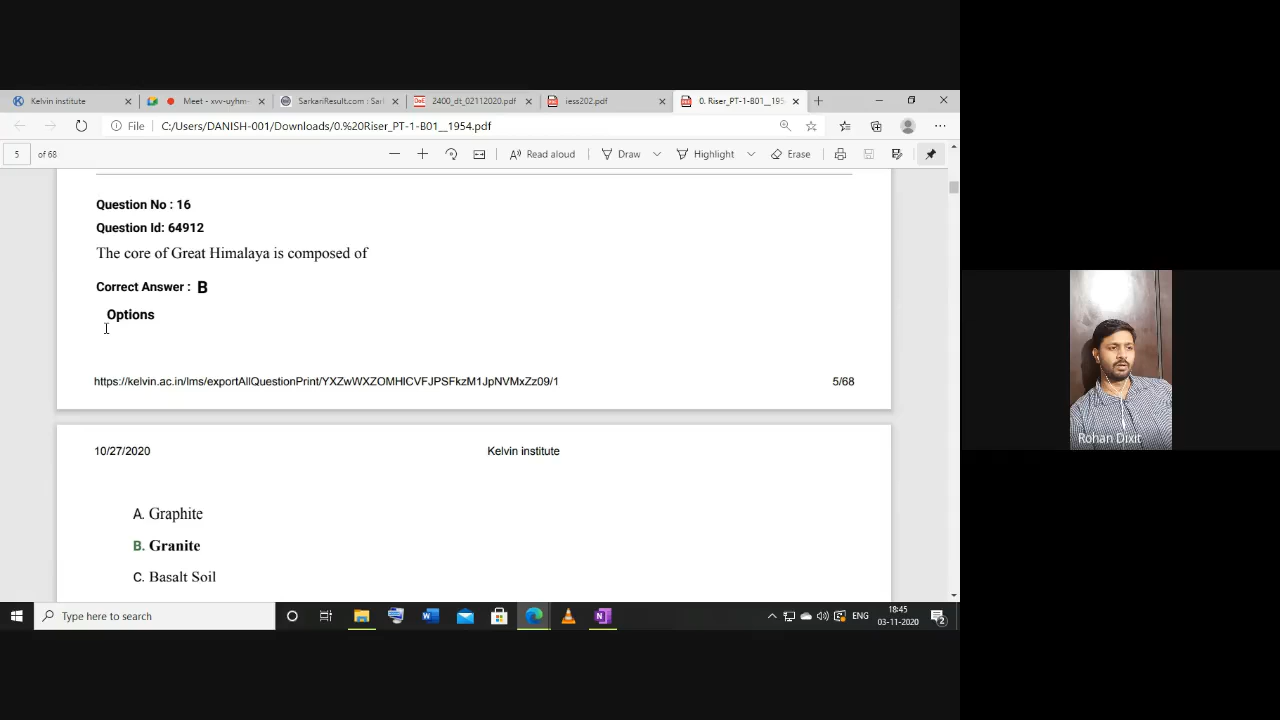 Kelvin institute
Meet - xvv-uyhm-
SarkariResult.com : Sark
2400_dt_02112020.pdf
iess202.pdf
0. Riser_PT-1-B01__1954
File
C:/Users/DANISH-001/Downloads/0.%20Riser_PT-1-B01__1954.pdf
5 of 68
Read aloud
Draw
Highlight
Erase
Question No : 16
Question Id: 64912
The core of Great Himalaya is composed of
Correct Answer : B
Options
https://kelvin.ac.in/lms/exportAllQuestionPrint/YXZwWXZOMHlCVFJPSFkzM1JpNVMxZz09/1 5/68
10/27/2020 Kelvin institute
A. Graphite
B. Granite
C. Basalt Soil
Rohan Dixit
Type here to search
ENG
18:45
03-11-2020
2